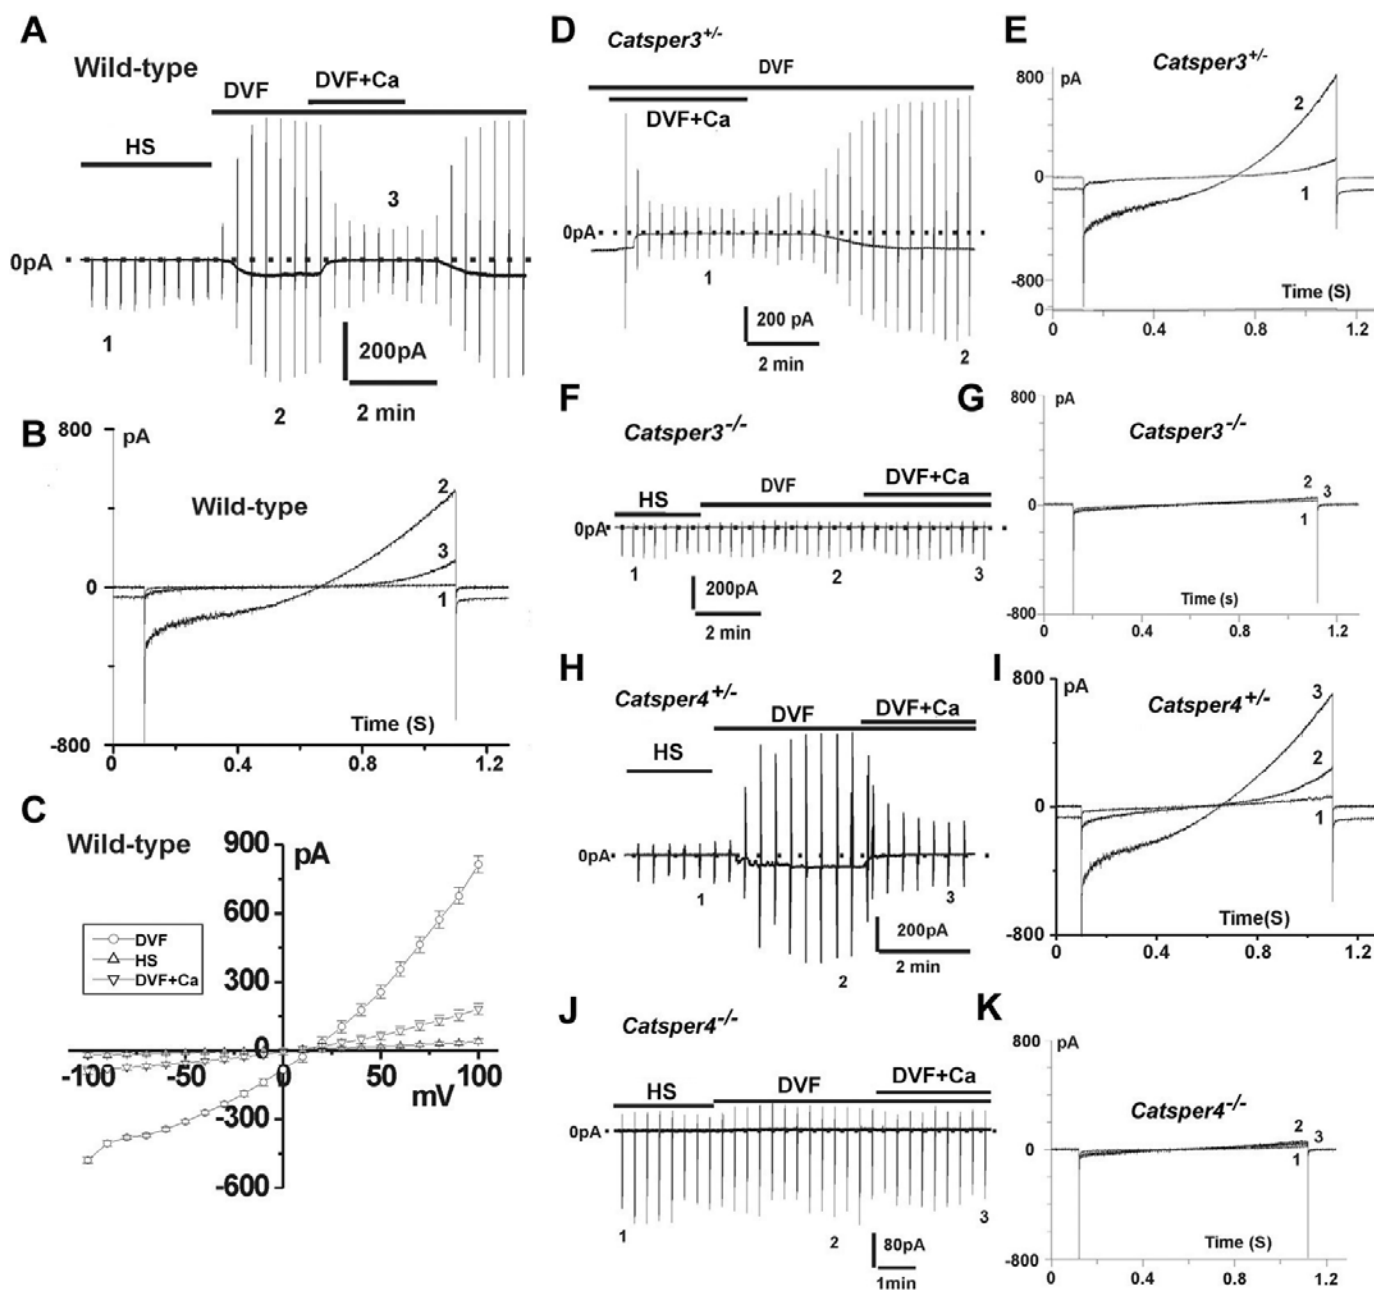 A
Wild-type
DVF
DVF+Ca
HS
3
0pA
1
2
200pA
2 min
B
800
pA
Wild-type
2
3
0
1
Time (S)
-800
0
0.4
0.8
1.2
C
Wild-type
pA
900
600
300
0
-300
-600
DVF
HS
DVF+Ca
-100
-50
0
50
100
mV
D
Catsper3+/-
DVF
DVF+Ca
0pA
1
200 pA
2 min
2
E
800
pA
Catsper3+/-
2
0
1
-800
Time (S)
0
0
0.4
0.8
1.2
F
Catsper3-/-
HS
DVF
DVF+Ca
0pA
1
2
3
200pA
2 min
G
800
pA
Catsper3-/-
2
3
0
1
Time (s)
-800
0
0.4
0.8
1.2
H
Catsper4+/-
DVF
DVF+Ca
HS
0pA
1
3
200pA
2
2 min
I
800
pA
Catsper4+/-
3
2
0
1
Time(S)
-800
0
0.4
0.8
1.2
J
Catsper4-/-
HS
DVF
DVF+Ca
0pA
1
2
3
80pA
1min
K
800
pA
Catsper4-/-
2
3
0
1
Time (S)
-800
0
0.4
0.8
1.2